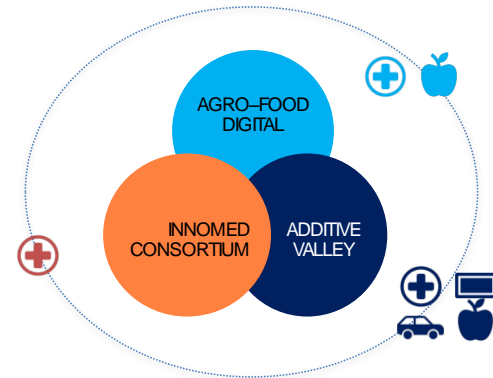 AGRO–FOOD
DIGITAL
INNOMED
CONSORTIUM
ADDITIVE
VALLEY